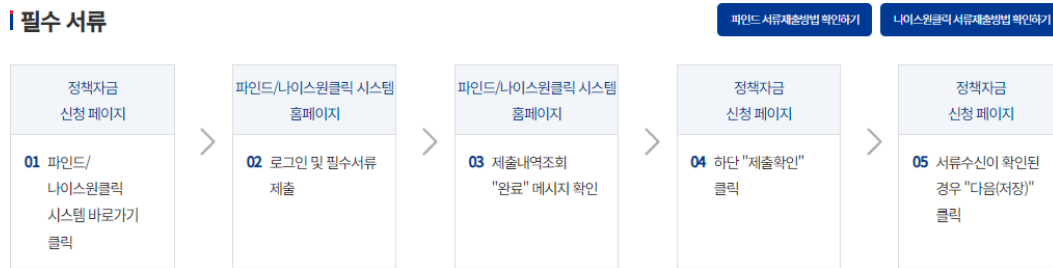 필수 서류
파인드 서류제출방법 확인하기
나이스원클릭 서류제출방법 확인하기
정책자금
신청 페이지
01 파인드/
나이스원클릭
시스템 바로가기
클릭
파인드/나이스원클릭 시스템
홈페이지
02 로그인 및 필수서류
제출
파인드/나이스원클릭 시스템
홈페이지
03 제출내역조회
"완료" 메시지 확인
정책자금
신청 페이지
04 하단 "제출확인"
클릭
정책자금
신청 페이지
05 서류수신이 확인된
경우 "다음(저장)"
클릭